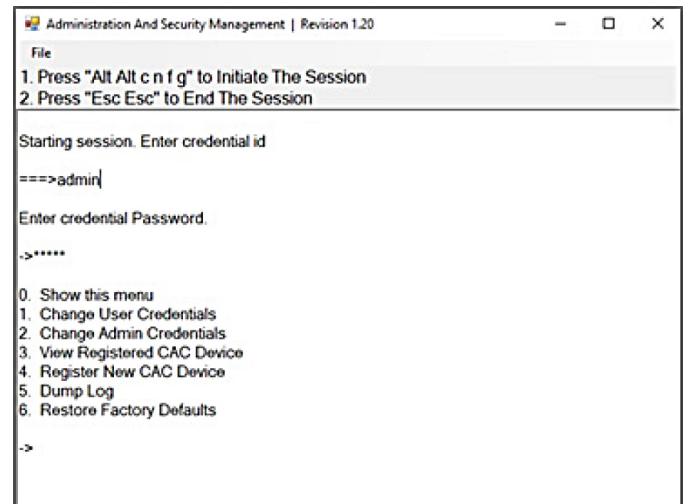 Administration And Security Management | Revision 1.20
File
1. Press "Alt Alt c n f g" to Initiate The Session
2. Press "Esc Esc" to End The Session
Starting session. Enter credential id
===>admin
Enter credential Password.
->*****
0. Show this menu
1. Change User Credentials
2. Change Admin Credentials
3. View Registered CAC Device
4. Register New CAC Device
5. Dump Log
6. Restore Factory Defaults
->